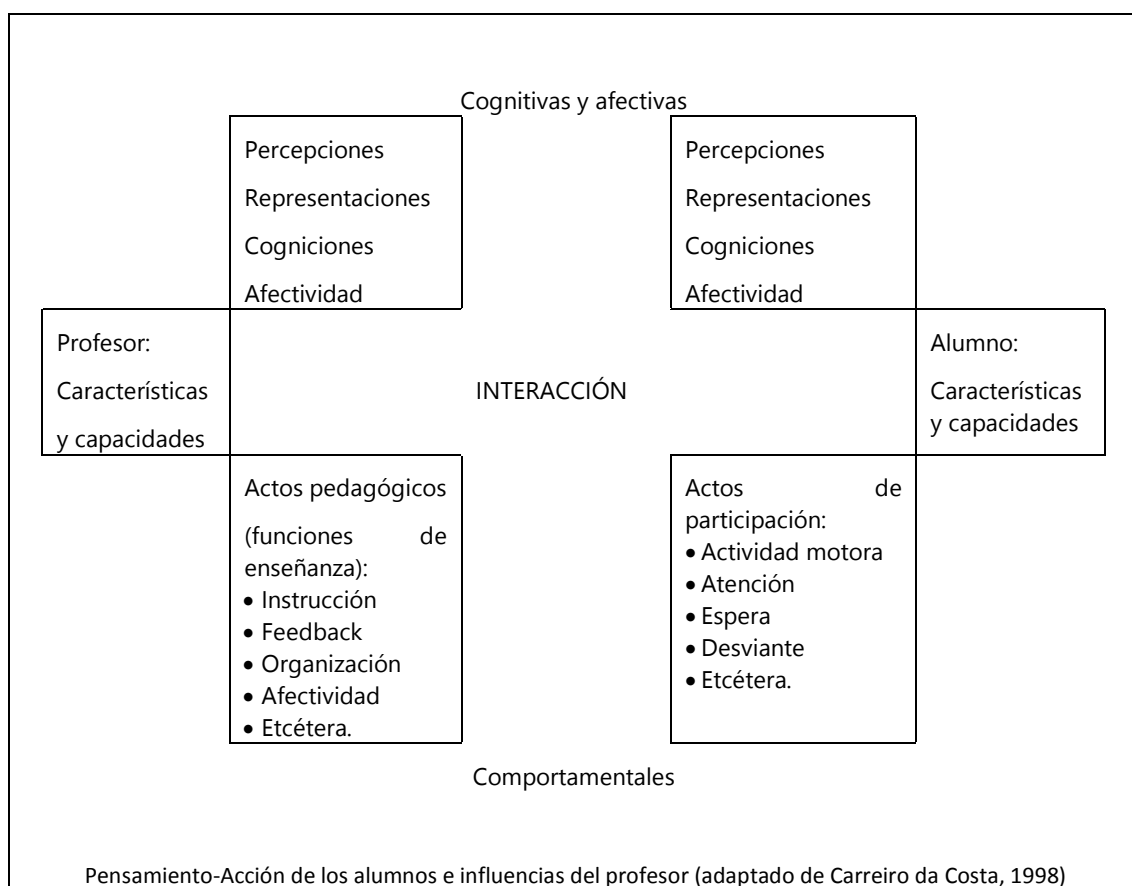 Cognitivas y afectivas
Percepciones
Representaciones
Cogniciones
Afectividad
Percepciones
Representaciones
Cogniciones
Afectividad
Profesor:
Características
y capacidades
INTERACCIÓN
Alumno:
Características
y capacidades
Actos pedagógicos
(funciones de
enseñanza):
• Instrucción
• Feedback
• Organización
• Afectividad
• Etcétera.
Actos de
participación:
• Actividad motora
• Atención
• Espera
• Desviante
• Etcétera.
Comportamentales
Pensamiento-Acción de los alumnos e influencias del profesor (adaptado de Carreiro da Costa, 1998)